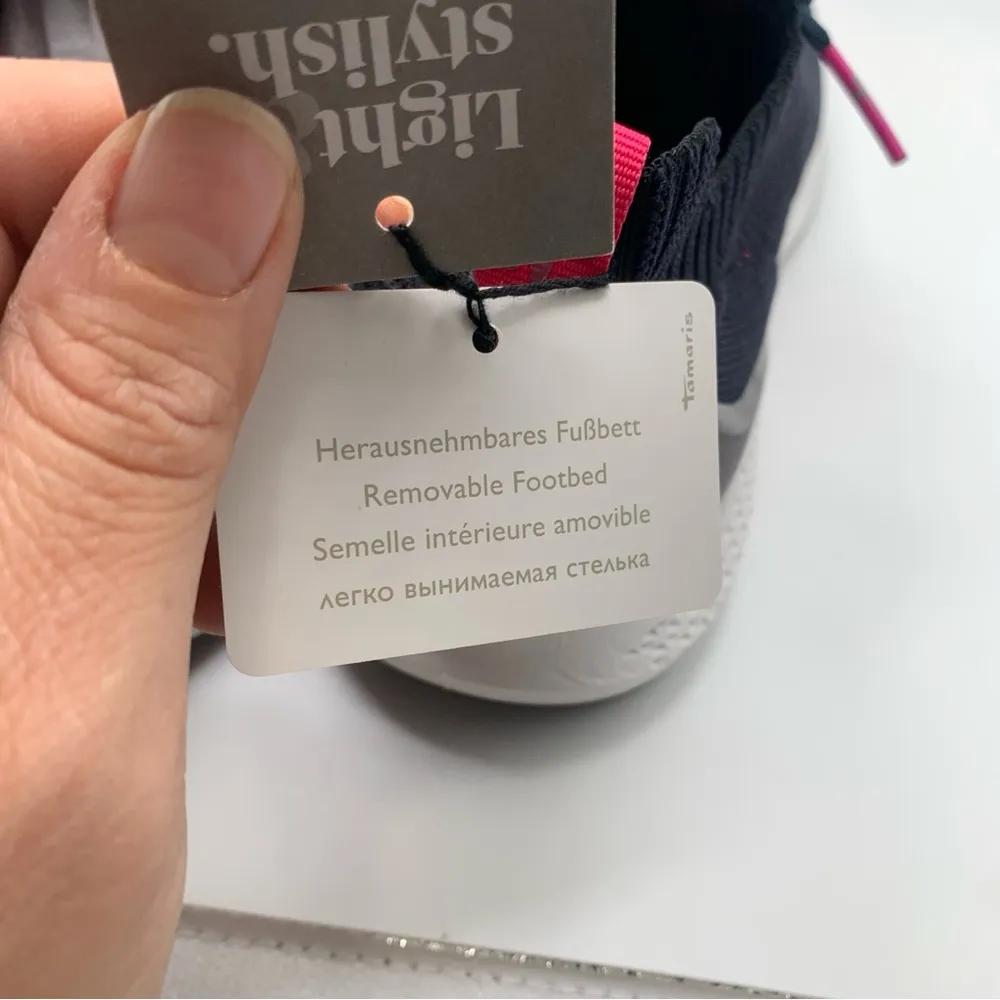 Light&
stylish.
tamaris
Herausnehmbares Fußbett
Removable Footbed
Semelle intérieure amovible
легко вынимаемая стелька